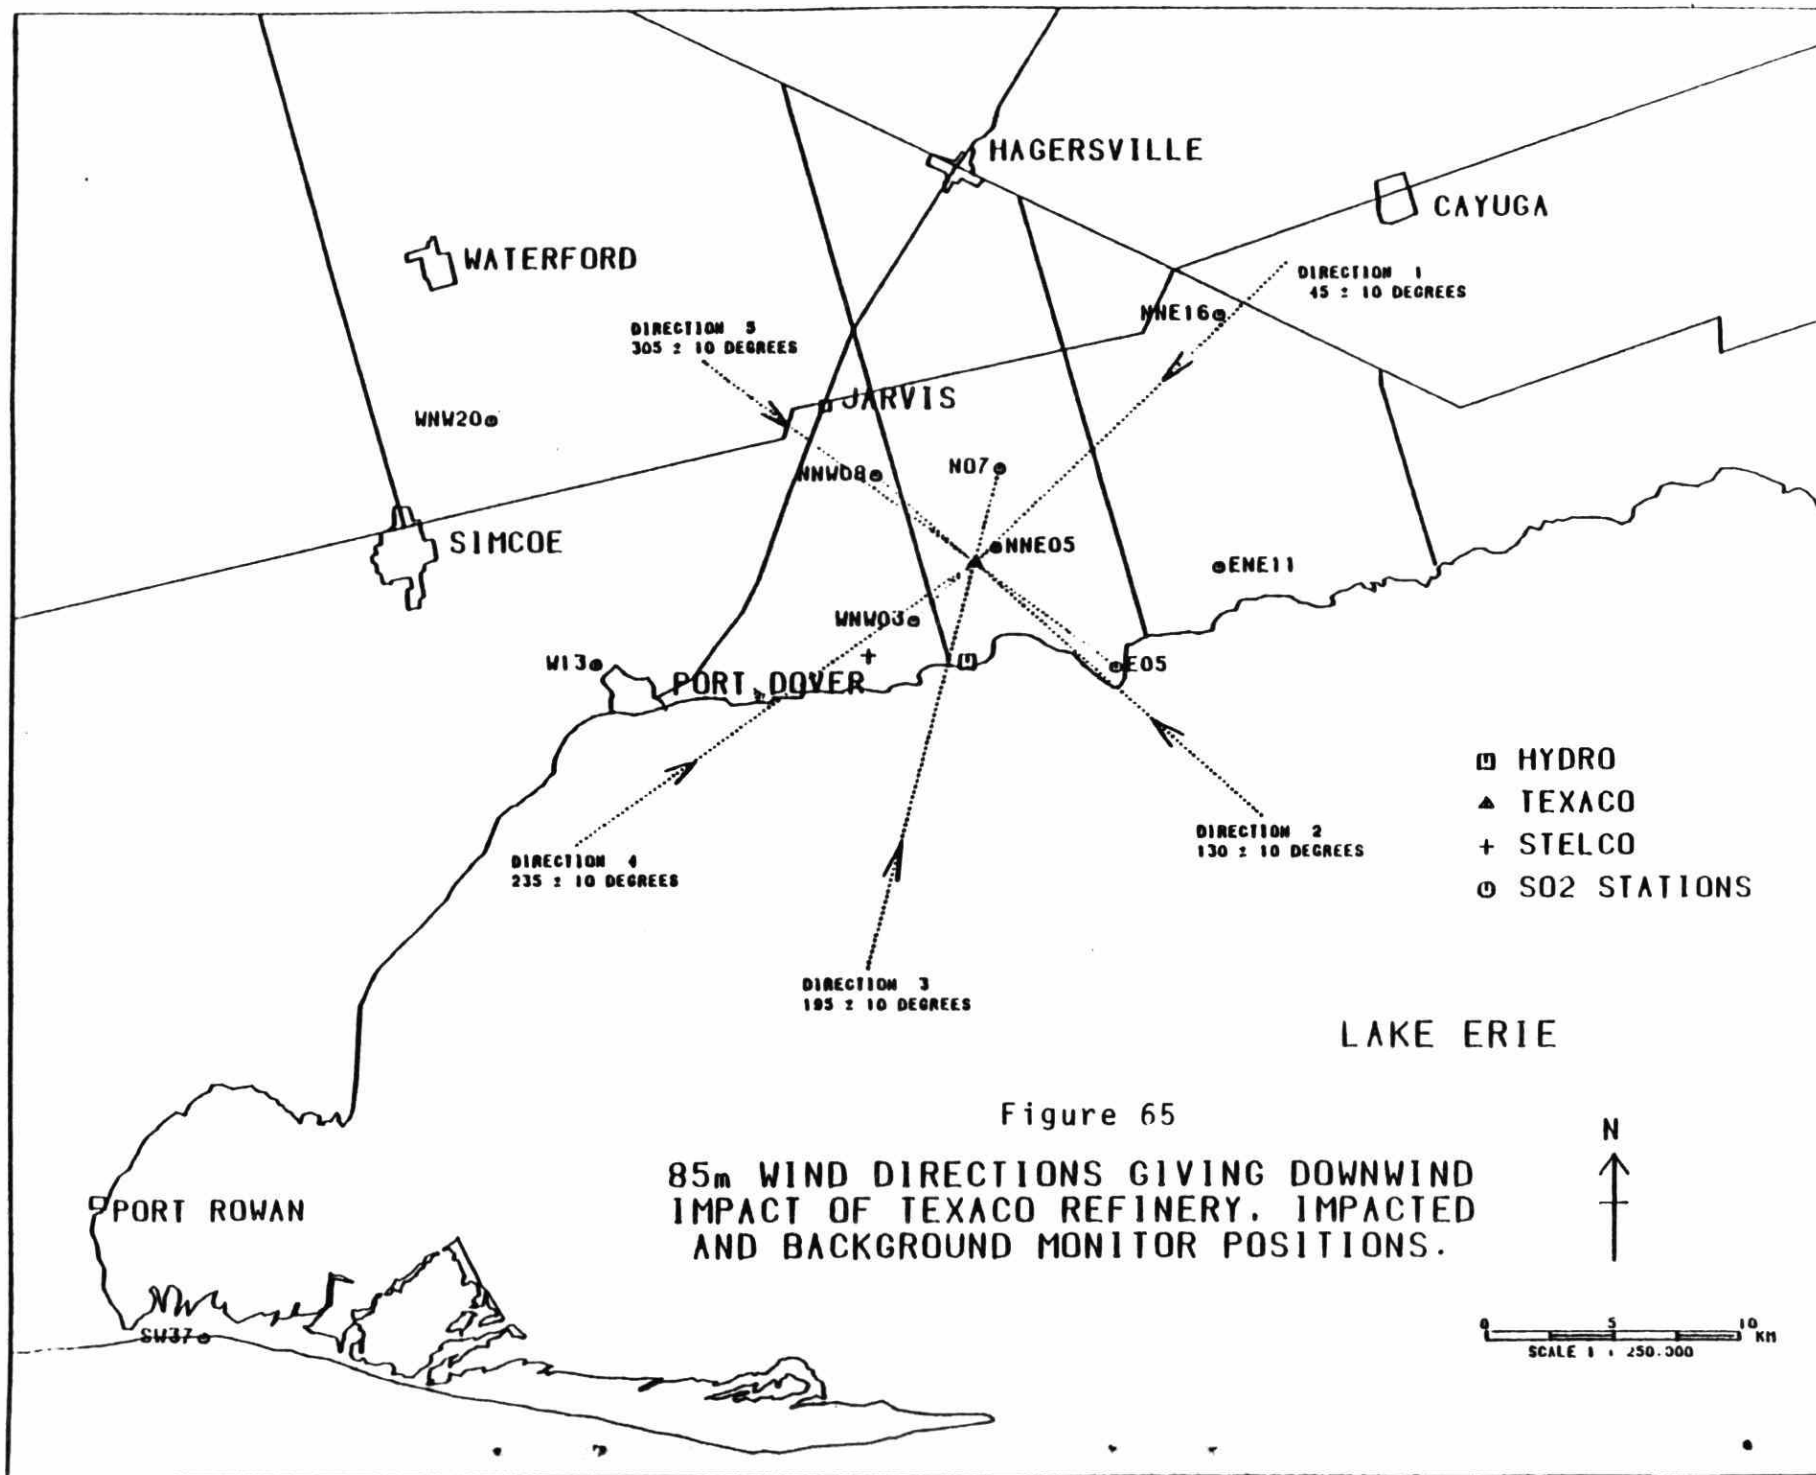 HAGERSVILLE
CAYUGA
WATERFORD
DIRECTION 1
45 ± 10 DEGREES
NNE16
DIRECTION 5
305 ± 10 DEGREES
JARVIS
WNW20
NNW08
N07
SIMCOE
NNE05
ENE11
WNW03
W13
E05
PORT DOVER
HYDRO
TEXACO
STELCO
SO2 STATIONS
DIRECTION 2
130 ± 10 DEGREES
DIRECTION 4
235 ± 10 DEGREES
DIRECTION 3
195 ± 10 DEGREES
LAKE ERIE
Figure 65
N
85m WIND DIRECTIONS GIVING DOWNWIND
IMPACT OF TEXACO REFINERY. IMPACTED
AND BACKGROUND MONITOR POSITIONS.
PORT ROWAN
SW37
0 5 10
KM
SCALE 1 : 250,000